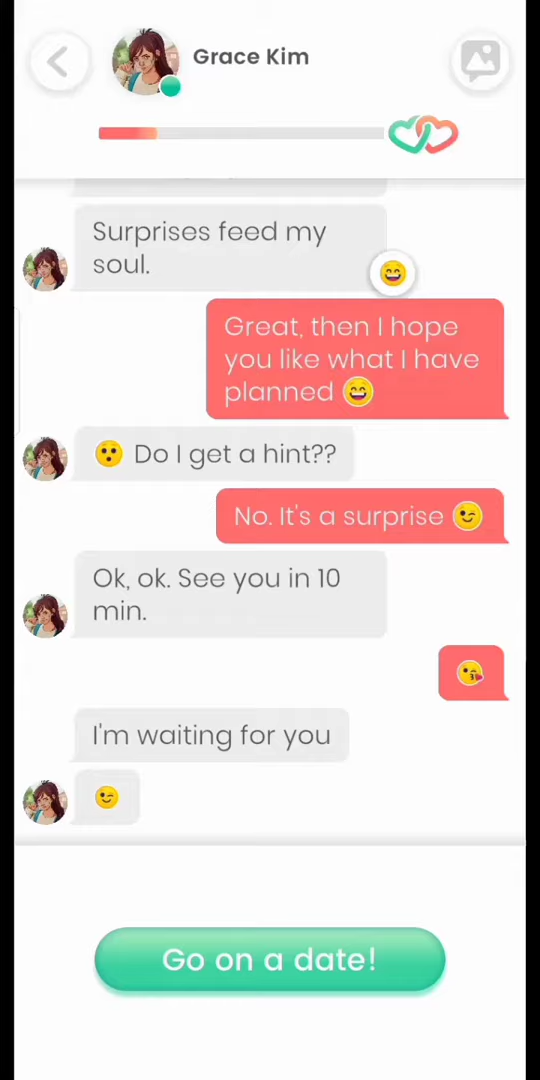 Grace Kim
Surprises feed my
soul.
😄
Great, then I hope
you like what I have
planned 😄
😯 Do I get a hint??
No. It's a surprise 😉
Ok, ok. See you in 10
min.
😘
I'm waiting for you
😉
Go on a date!